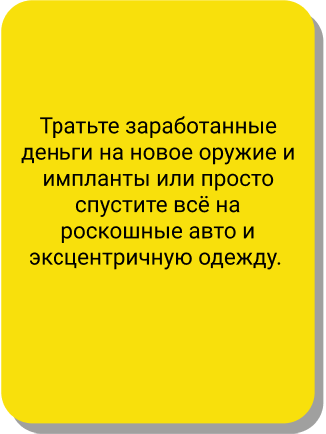 Тратьте заработанные
деньги на новое оружие и
импланты или просто
спустите всё на
роскошные авто и
эксцентричную одежду.